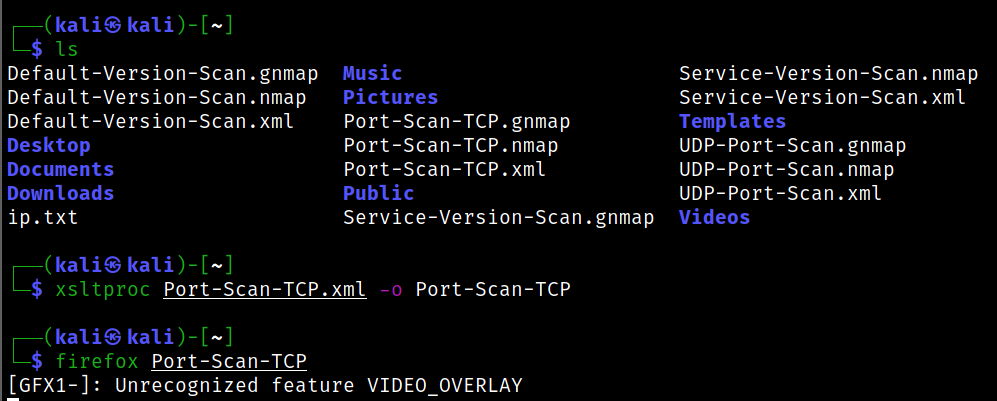 ┌──(kali㉿kali)-[~]
└─$ ls
Default-Version-Scan.gnmap  Music                       Service-Version-Scan.nmap
Default-Version-Scan.nmap   Pictures                    Service-Version-Scan.xml
Default-Version-Scan.xml    Port-Scan-TCP.gnmap         Templates
Desktop                     Port-Scan-TCP.nmap          UDP-Port-Scan.gnmap
Documents                   Port-Scan-TCP.xml           UDP-Port-Scan.nmap
Downloads                   Public                      UDP-Port-Scan.xml
ip.txt                      Service-Version-Scan.gnmap  Videos
┌──(kali㉿kali)-[~]
└─$ xsltproc Port-Scan-TCP.xml -o Port-Scan-TCP
┌──(kali㉿kali)-[~]
└─$ firefox Port-Scan-TCP
[GFX1-]: Unrecognized feature VIDEO_OVERLAY